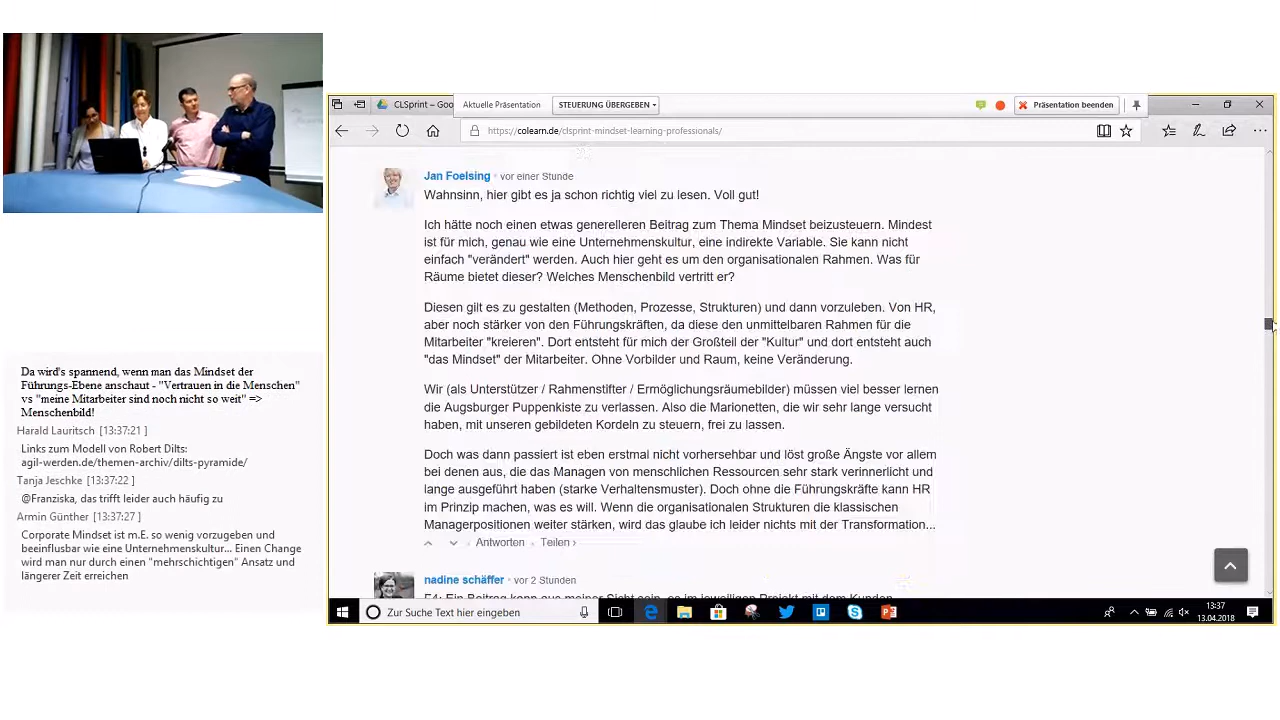 CLSprint – Goo
Aktuelle Präsentation
STEUERUNG ÜBERGEBEN
Präsentation beenden
https://colearn.de/clsprint-mindset-learning-professionals/
Jan Foelsing · vor einer Stunde
Wahnsinn, hier gibt es ja schon richtig viel zu lesen. Voll gut!
Ich hätte noch einen etwas generelleren Beitrag zum Thema Mindset beizusteuern. Mindest
ist für mich, genau wie eine Unternehmenskultur, eine indirekte Variable. Sie kann nicht
einfach "verändert" werden. Auch hier geht es um den organisationalen Rahmen. Was für
Räume bietet dieser? Welches Menschenbild vertritt er?
Diesen gilt es zu gestalten (Methoden, Prozesse, Strukturen) und dann vorzuleben. Von HR,
aber noch stärker von den Führungskräften, da diese den unmittelbaren Rahmen für die
Mitarbeiter "kreieren". Dort entsteht für mich der Großteil der "Kultur" und dort entsteht auch
"das Mindset" der Mitarbeiter. Ohne Vorbilder und Raum, keine Veränderung.
Wir (als Unterstützer / Rahmenstifter / Ermöglichungsräumebilder) müssen viel besser lernen
die Augsburger Puppenkiste zu verlassen. Also die Marionetten, die wir sehr lange versucht
haben, mit unseren gebildeten Kordeln zu steuern, frei zu lassen.
Doch was dann passiert ist eben erstmal nicht vorhersehbar und löst große Ängste vor allem
bei denen aus, die das Managen von menschlichen Ressourcen sehr stark verinnerlicht und
lange ausgeführt haben (starke Verhaltensmuster). Doch ohne die Führungskräfte kann HR
im Prinzip machen, was es will. Wenn die organisationalen Strukturen die klassischen
Managerpositionen weiter stärken, wird das glaube ich leider nichts mit der Transformation...
Antworten Teilen ›
nadine schäffer · vor 2 Stunden
F4: Ein Beitrag kann aus meiner Sicht sein, es im jeweiligen Projekt mit dem Kunden
Zur Suche Text hier eingeben
13:37
13.04.2018
Da wird's spannend, wenn man das Mindset der
Führungs-Ebene anschaut - "Vertrauen in die Menschen"
vs "meine Mitarbeiter sind noch nicht so weit" =>
Menschenbild!
Harald Lauritsch [13:37:21 ]
Links zum Modell von Robert Dilts:
agil-werden.de/themen-archiv/dilts-pyramide/
Tanja Jeschke [13:37:22 ]
@Franziska, das trifft leider auch häufig zu
Armin Günther [13:37:27 ]
Corporate Mindset ist m.E. so wenig vorzugeben und
beeinflusbar wie eine Unternehmenskultur... Einen Change
wird man nur durch einen "mehrschichtigen" Ansatz und
längerer Zeit erreichen